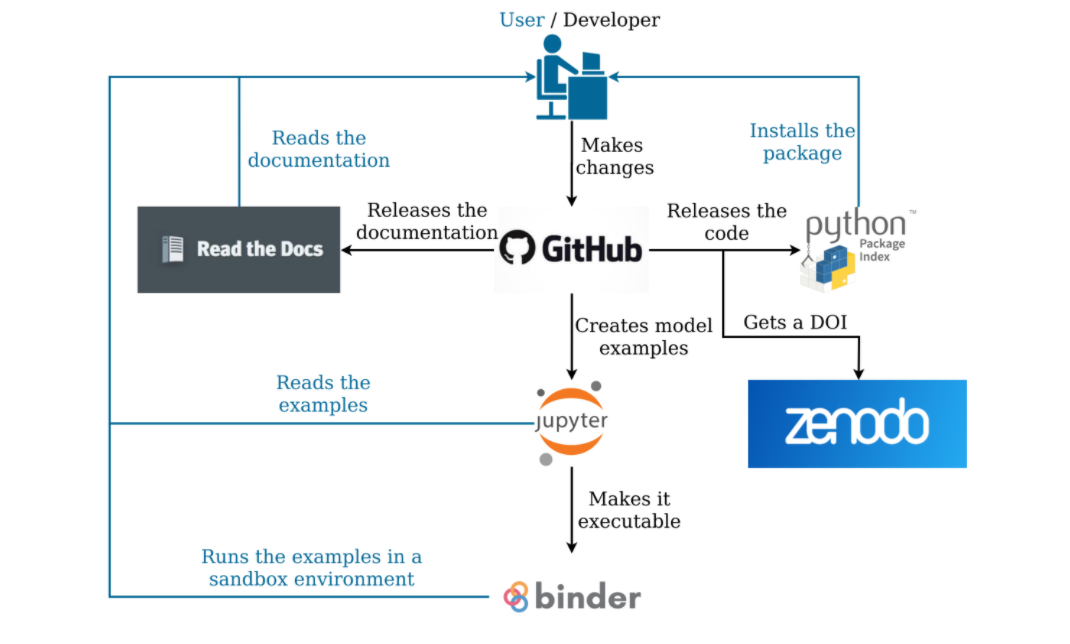 User / Developer
Reads the
documentation
Makes
changes
Installs the
package
Read the Docs
Releases the
documentation
GitHub
Releases the
code
python™
Package
Index
Creates model
examples
Gets a DOI
Reads the
examples
jupyter
zenodo
Makes it
executable
Runs the examples in a
sandbox environment
binder